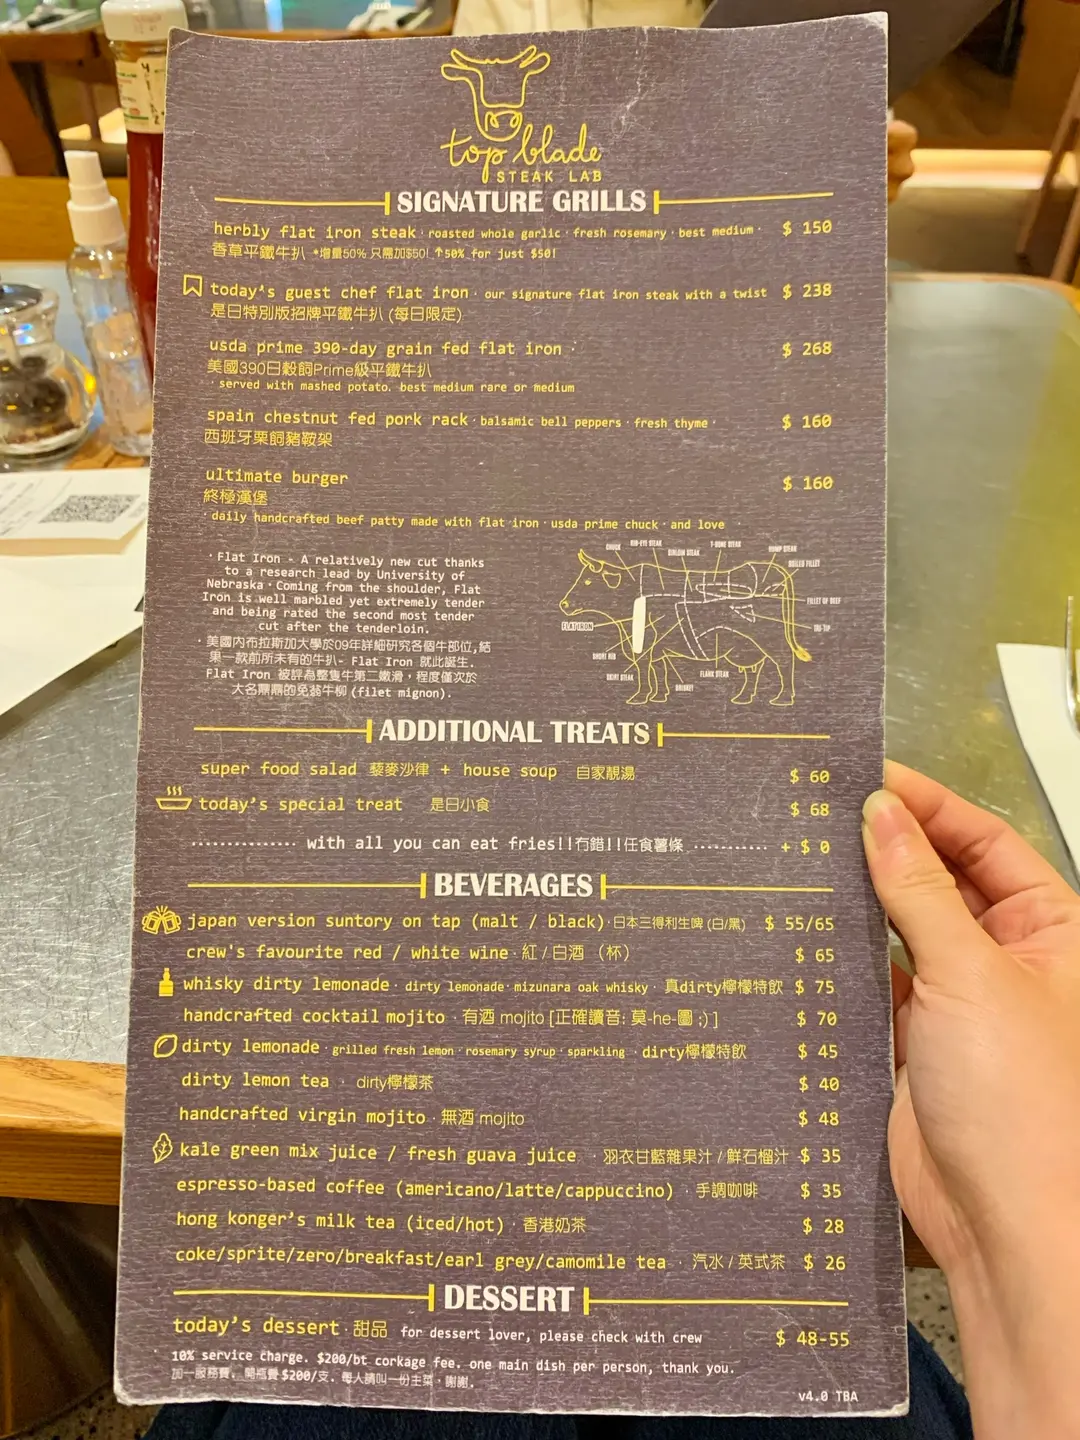 top blade
STEAK LAB
SIGNATURE GRILLS
herbly flat iron steak · roasted whole garlic · fresh rosemary · best medium · $ 150
香草平鐵牛扒 *增量50% 只需加$50! ↑50% for just $50!
today's guest chef flat iron · our signature flat iron steak with a twist $ 238
是日特別版招牌平鐵牛扒 (每日限定)
usda prime 390-day grain fed flat iron · $ 268
美國390日穀飼Prime級平鐵牛扒
· served with mashed potato. best medium rare or medium
spain chestnut fed pork rack · balsamic bell peppers · fresh thyme · $ 160
西班牙栗飼豬鞍架
ultimate burger $ 160
終極漢堡
· daily handcrafted beef patty made with flat iron · usda prime chuck · and love
· Flat Iron - A relatively new cut thanks
to a research lead by University of
Nebraska · Coming from the shoulder, Flat
Iron is well marbled yet extremely tender
and being rated the second most tender
cut after the tenderloin.
· 美國內布拉斯加大學於09年詳細研究各個牛部位,結
果一款前所未有的牛扒- Flat Iron 就此誕生.
Flat Iron 被評為整隻牛第二嫩滑, 程度僅次於
大名鼎鼎的免翁牛柳 (filet mignon).
CHUCK
RIB-EYE STEAK
SIRLOIN STEAK
T-BONE STEAK
RUMP STEAK
ROLLED FILLET
FILLET OF BEEF
TRI-TIP
FLAT IRON
SHORT RIB
SKIRT STEAK
BRISKET
FLANK STEAK
ADDITIONAL TREATS
super food salad 藜麥沙律 + house soup 自家靚湯 $ 60
today's special treat 是日小食 $ 68
with all you can eat fries!!冇錯!!任食薯條 + $ 0
BEVERAGES
japan version suntory on tap (malt / black) · 日本三得利生啤 (白/黑) $ 55/65
crew's favourite red / white wine · 紅 / 白酒 (杯) $ 65
whisky dirty lemonade · dirty lemonade · mizunara oak whisky · 真dirty檸檬特飲 $ 75
handcrafted cocktail mojito · 有酒 mojito [正確讀音: 莫-he-圖 ;) ] $ 70
dirty lemonade · grilled fresh lemon · rosemary syrup · sparkling · dirty檸檬特飲 $ 45
dirty lemon tea · dirty檸檬茶 $ 40
handcrafted virgin mojito · 無酒 mojito $ 48
kale green mix juice / fresh guava juice · 羽衣甘藍雜果汁 / 鮮石榴汁 $ 35
espresso-based coffee (americano/latte/cappuccino) · 手調咖啡 $ 35
hong konger's milk tea (iced/hot) · 香港奶茶 $ 28
coke/sprite/zero/breakfast/earl grey/camomile tea · 汽水 / 英式茶 $ 26
DESSERT
today's dessert · 甜品 for dessert lover, please check with crew $ 48-55
10% service charge. $200/bt corkage fee. one main dish per person, thank you.
加一服務費. 開瓶費 $200/支. 每人請叫一份主菜 · 謝謝.
v4.0 TBA